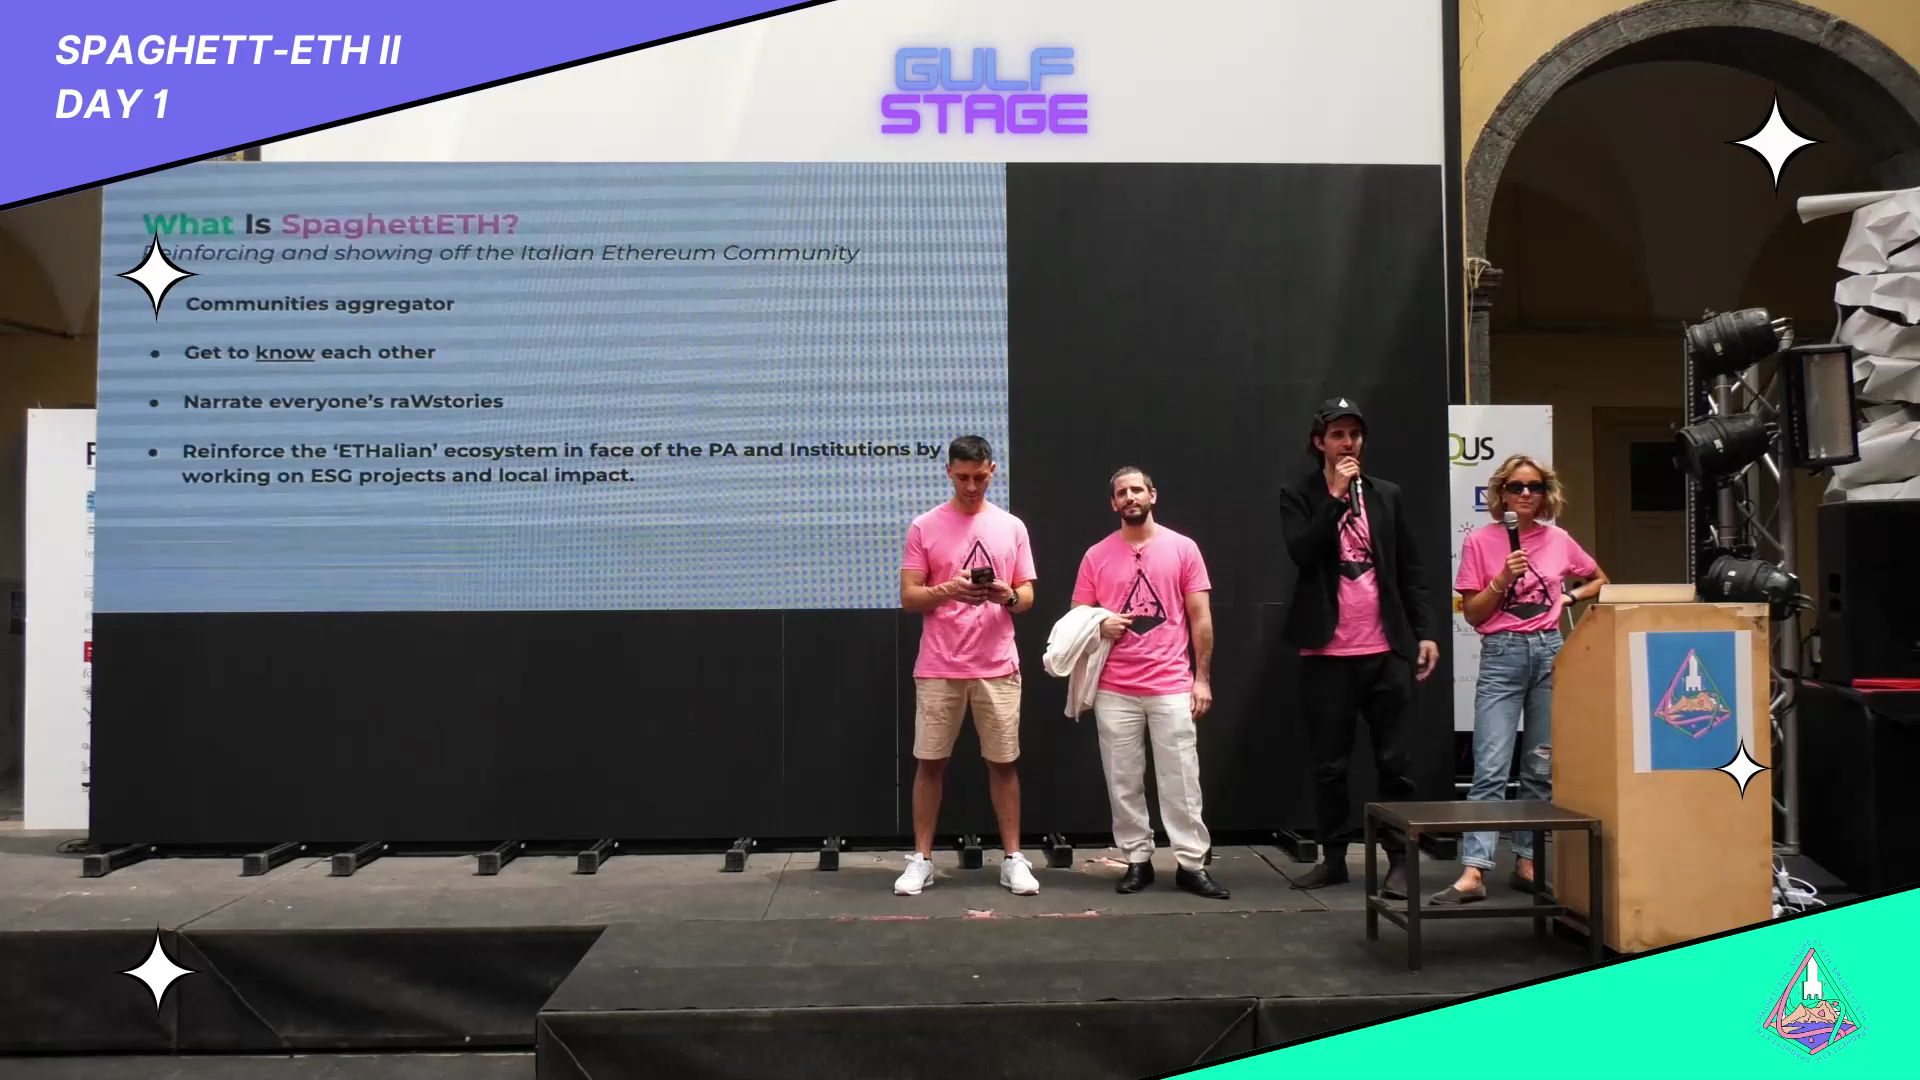 SPAGHETT-ETH II
DAY 1
GULF
STAGE
What Is SpaghettETH?
Reinforcing and showing off the Italian Ethereum Community
Communities aggregator
• Get to know each other
• Narrate everyone's raWstories
• Reinforce the 'ETHalian' ecosystem in face of the PA and Institutions by
working on ESG projects and local impact.
QUS